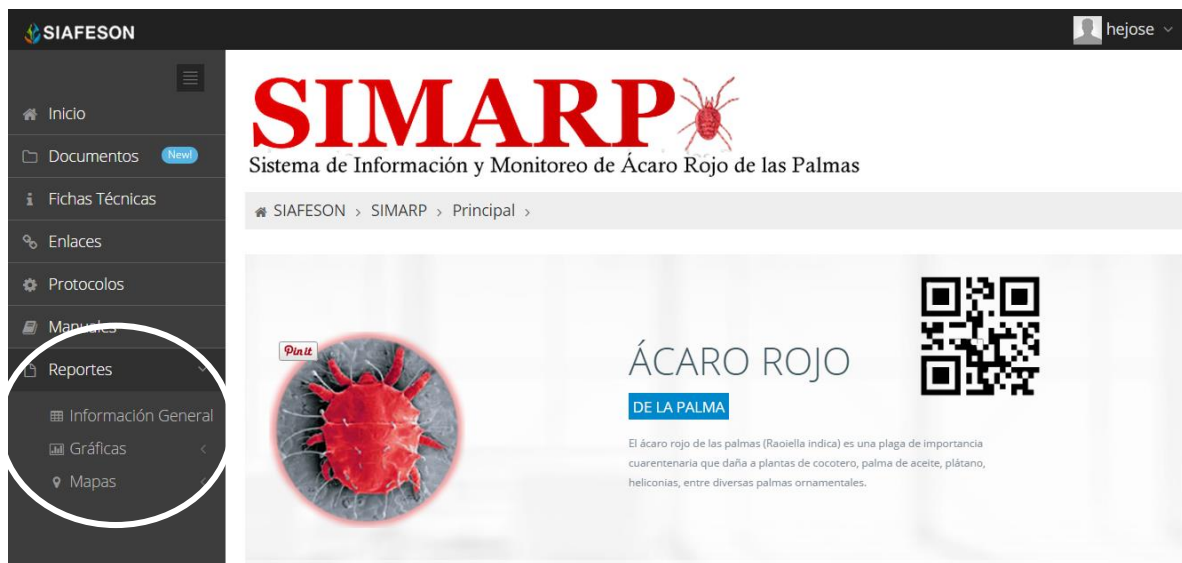 SIAFESON
hejose
Inicio
Documentos New!
Fichas Técnicas
Enlaces
Protocolos
Manuales
Reportes
Información General
Gráficas
Mapas
SIMARP
Sistema de Información y Monitoreo de Ácaro Rojo de las Palmas
SIAFESON > SIMARP > Principal >
Pin it
ÁCARO ROJO
DE LA PALMA
El ácaro rojo de las palmas (Raoiella indica) es una plaga de importancia
cuarentenaria que daña a plantas de cocotero, palma de aceite, plátano,
heliconias, entre diversas palmas ornamentales.